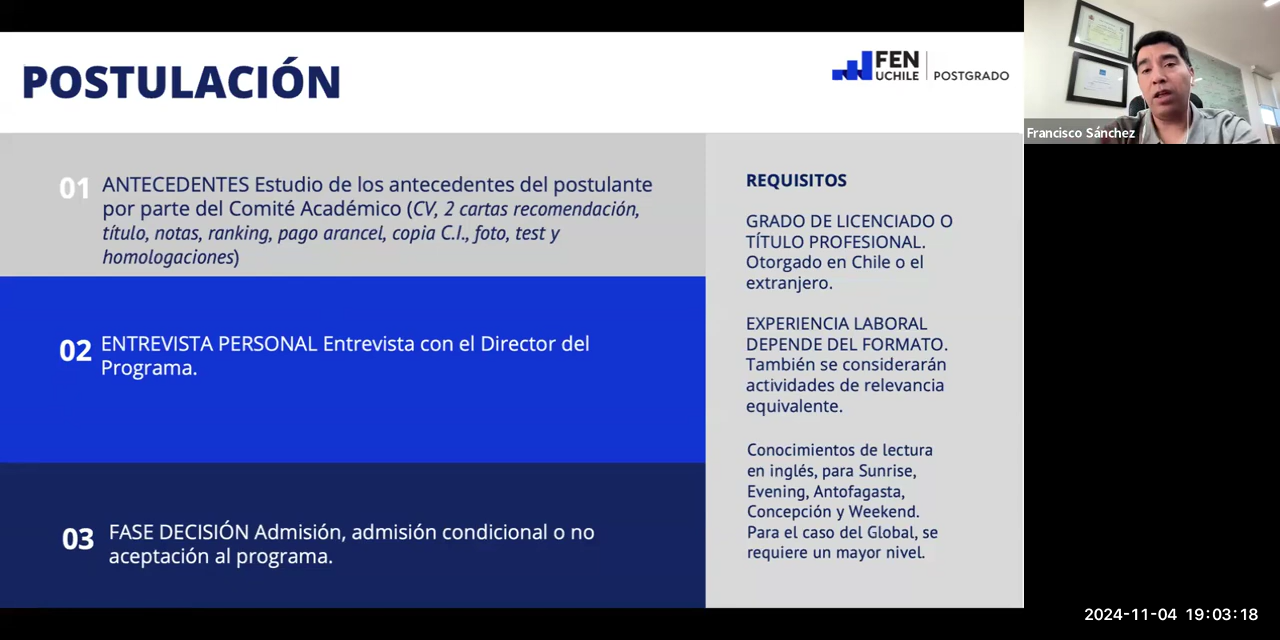 POSTULACIÓN
FEN
UCHILE
POSTGRADO
01
ANTECEDENTES Estudio de los antecedentes del postulante
por parte del Comité Académico (CV, 2 cartas recomendación,
título, notas, ranking, pago arancel, copia C.I., foto, test y
homologaciones)
02
ENTREVISTA PERSONAL Entrevista con el Director del
Programa.
03
FASE DECISIÓN Admisión, admisión condicional o no
aceptación al programa.
REQUISITOS
GRADO DE LICENCIADO O
TÍTULO PROFESIONAL.
Otorgado en Chile o el
extranjero.
EXPERIENCIA LABORAL
DEPENDE DEL FORMATO.
También se considerarán
actividades de relevancia
equivalente.
Conocimientos de lectura
en inglés, para Sunrise,
Evening, Antofagasta,
Concepción y Weekend.
Para el caso del Global, se
requiere un mayor nivel.
Francisco Sánchez
2024-11-04 19:03:18